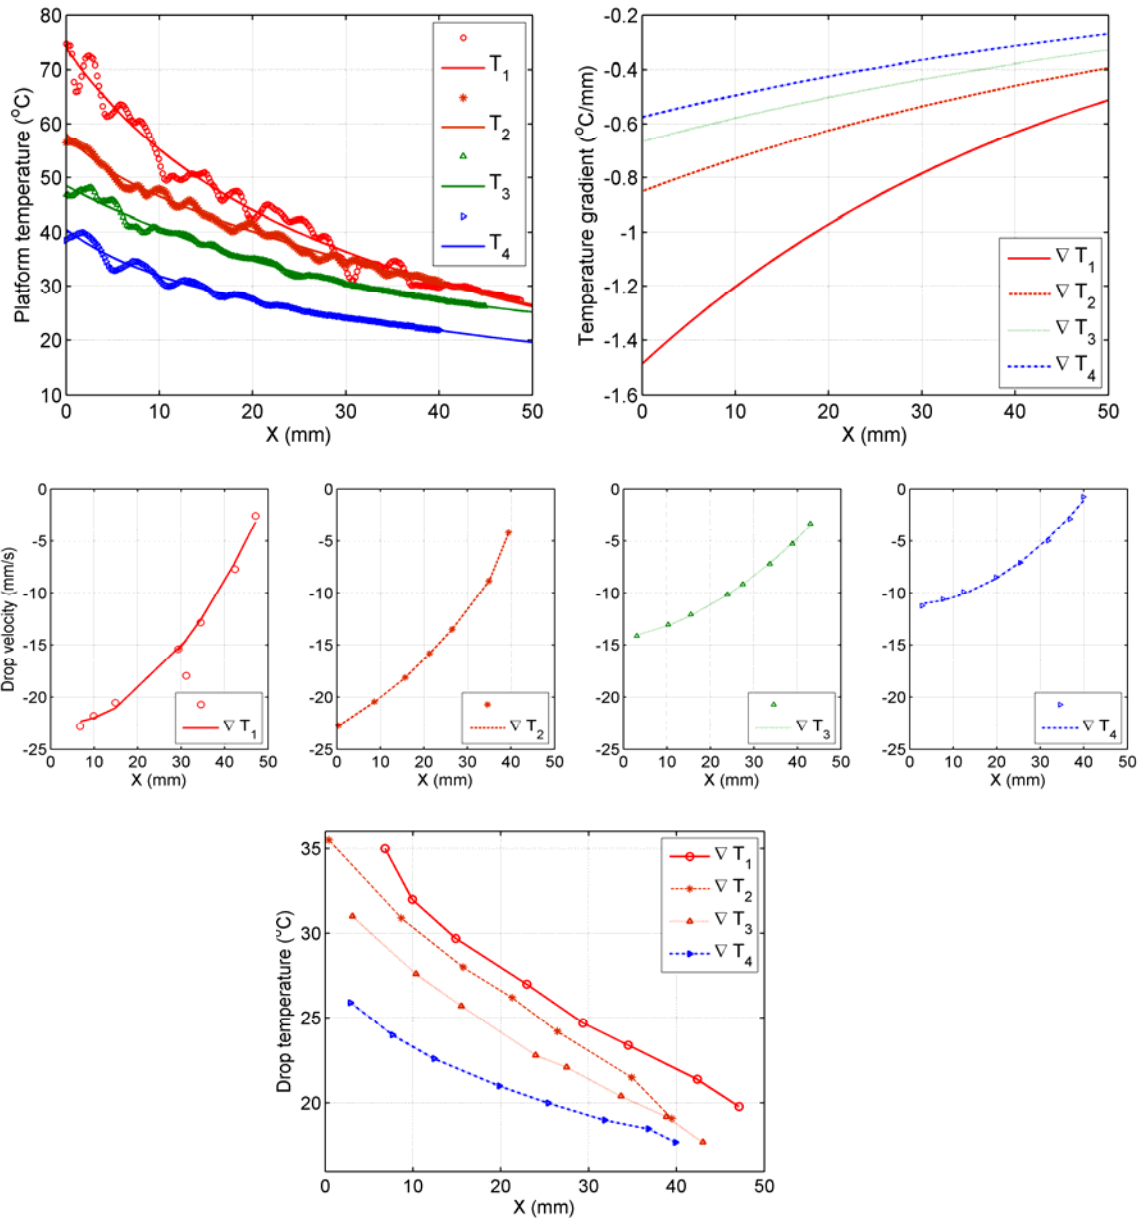 80
70
60
50
40
30
20
10
Platform temperature (°C)
0 10 20 30 40 50
X (mm)
T1
T2
T3
T4
-0.2
-0.4
-0.6
-0.8
-1
-1.2
-1.4
-1.6
Temperature gradient (°C/mm)
0 10 20 30 40 50
X (mm)
∇ T1
∇ T2
∇ T3
∇ T4
0
-5
-10
-15
-20
-25
Drop velocity (mm/s)
0 10 20 30 40 50
X (mm)
∇ T1
0
-5
-10
-15
-20
-25
0 10 20 30 40 50
X (mm)
∇ T2
0
-5
-10
-15
-20
-25
0 10 20 30 40 50
X (mm)
∇ T3
0
-5
-10
-15
-20
-25
0 10 20 30 40 50
X (mm)
∇ T4
35
30
25
20
Drop temperature (°C)
0 10 20 30 40 50
X (mm)
∇ T1
∇ T2
∇ T3
∇ T4